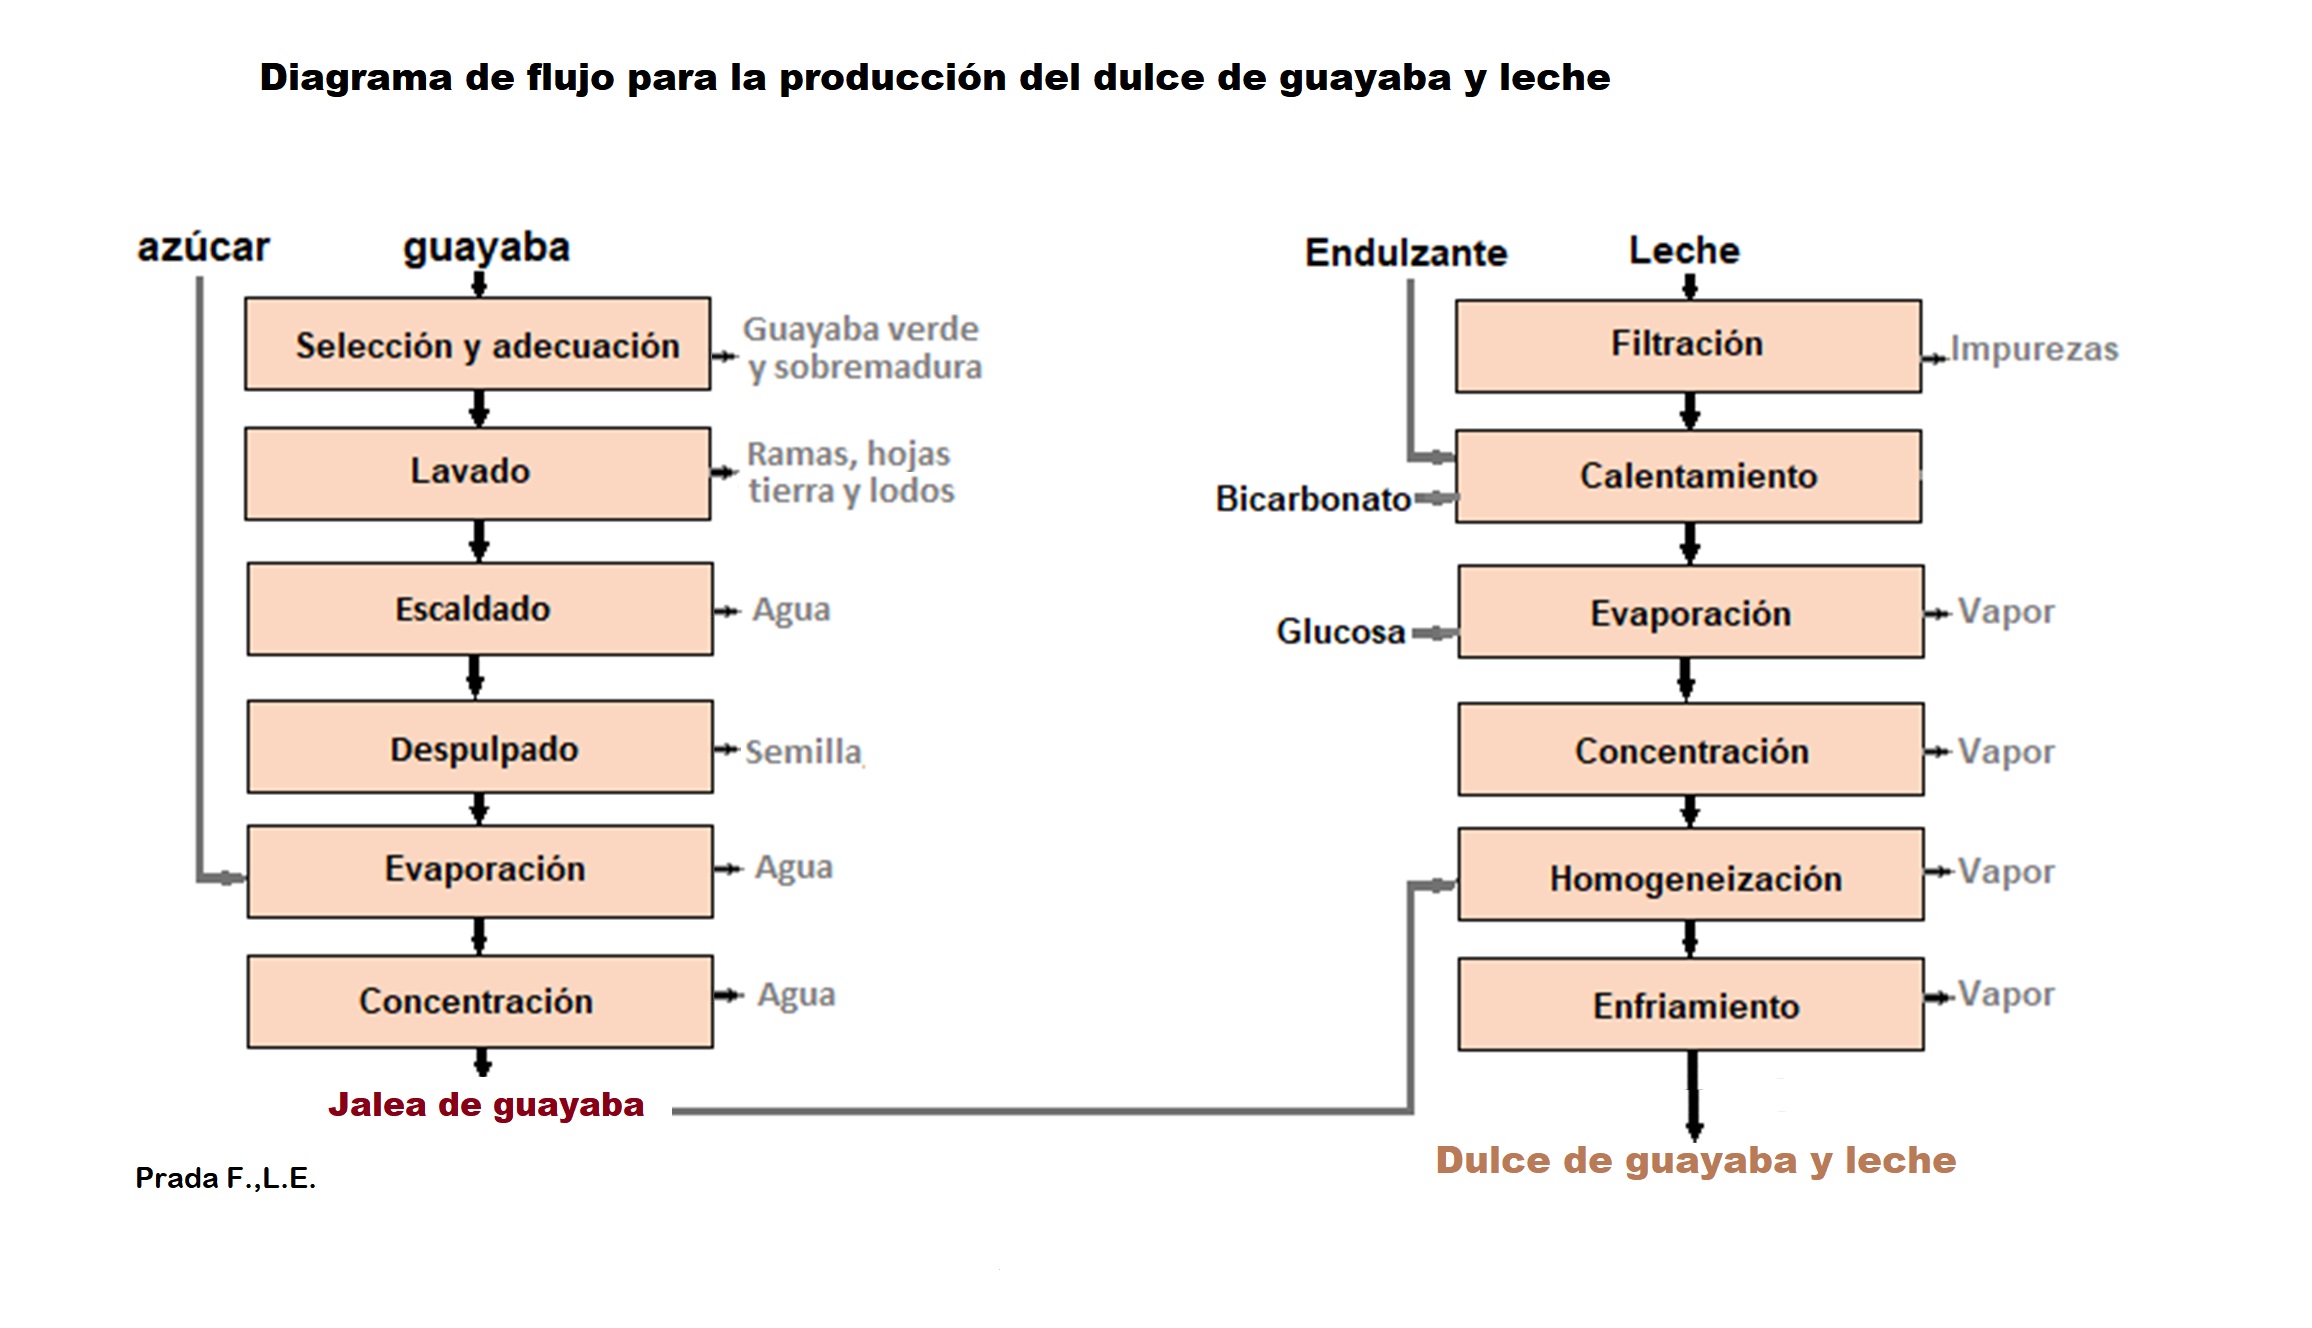 Diagrama de flujo para la producción del dulce de guayaba y leche
azúcar
guayaba
Selección y adecuación
Guayaba verde
y sobremadura
Lavado
Ramas, hojas
tierra y lodos
Escaldado
Agua
Despulpado
Semilla
Evaporación
Agua
Concentración
Agua
Jalea de guayaba
Prada F.,L.E.
Endulzante
Leche
Filtración
Impurezas
Calentamiento
Bicarbonato
Evaporación
Vapor
Glucosa
Concentración
Vapor
Homogeneización
Vapor
Enfriamiento
Vapor
Dulce de guayaba y leche